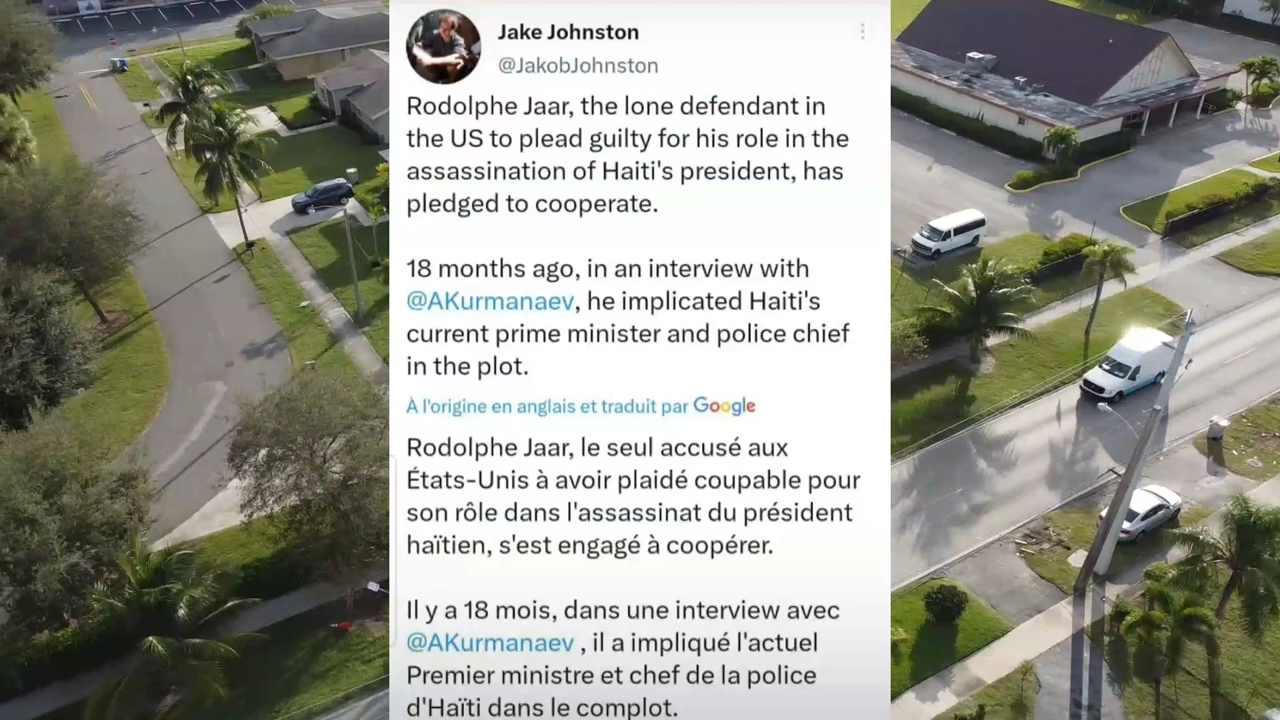 Jake Johnston
@JakobJohnston
Rodolphe Jaar, the lone defendant in
the US to plead guilty for his role in the
assassination of Haiti's president, has
pledged to cooperate.
18 months ago, in an interview with
@AKurmanaev, he implicated Haiti's
current prime minister and police chief
in the plot.
À l'origine en anglais et traduit par Google
Rodolphe Jaar, le seul accusé aux
États-Unis à avoir plaidé coupable pour
son rôle dans l'assassinat du président
haïtien, s'est engagé à coopérer.
Il y a 18 mois, dans une interview avec
@AKurmanaev , il a impliqué l'actuel
Premier ministre et chef de la police
d'Haïti dans le complot.